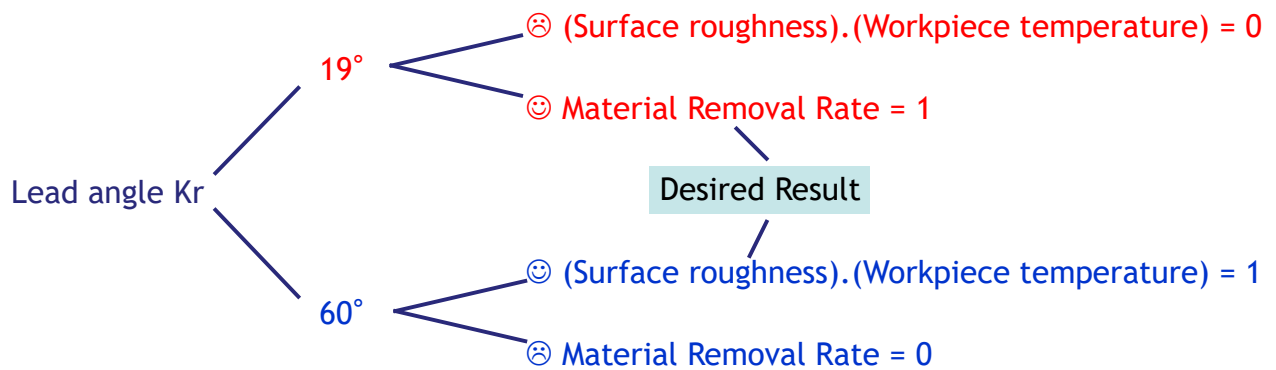 ☹ (Surface roughness).(Workpiece temperature) = 0
19°
☺ Material Removal Rate = 1
Lead angle Kr
Desired Result
☺ (Surface roughness).(Workpiece temperature) = 1
60°
☹ Material Removal Rate = 0